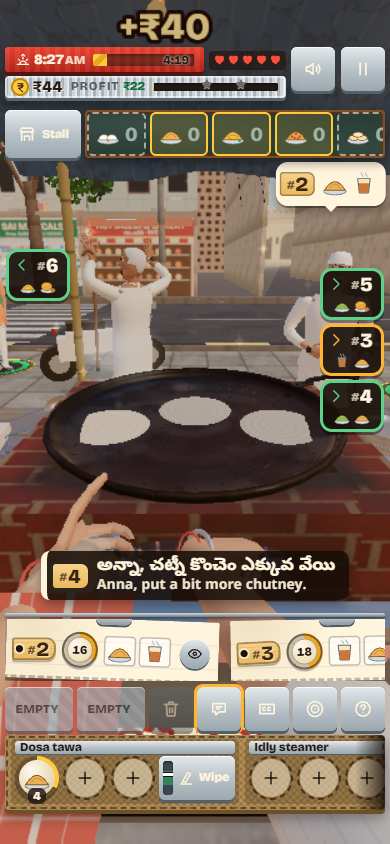 +₹40
8:27AM
4:19
₹44 PROFIT ₹22
Stall
0
0
0
0
0
#2
#6
#5
#3
#4
#4
అన్నా, చట్నీ కొంచెం ఎక్కువ వేయి
Anna, put a bit more chutney.
#2 16
#3 18
EMPTY
EMPTY
CC
?
Dosa tawa
Idly steamer
4
Wipe